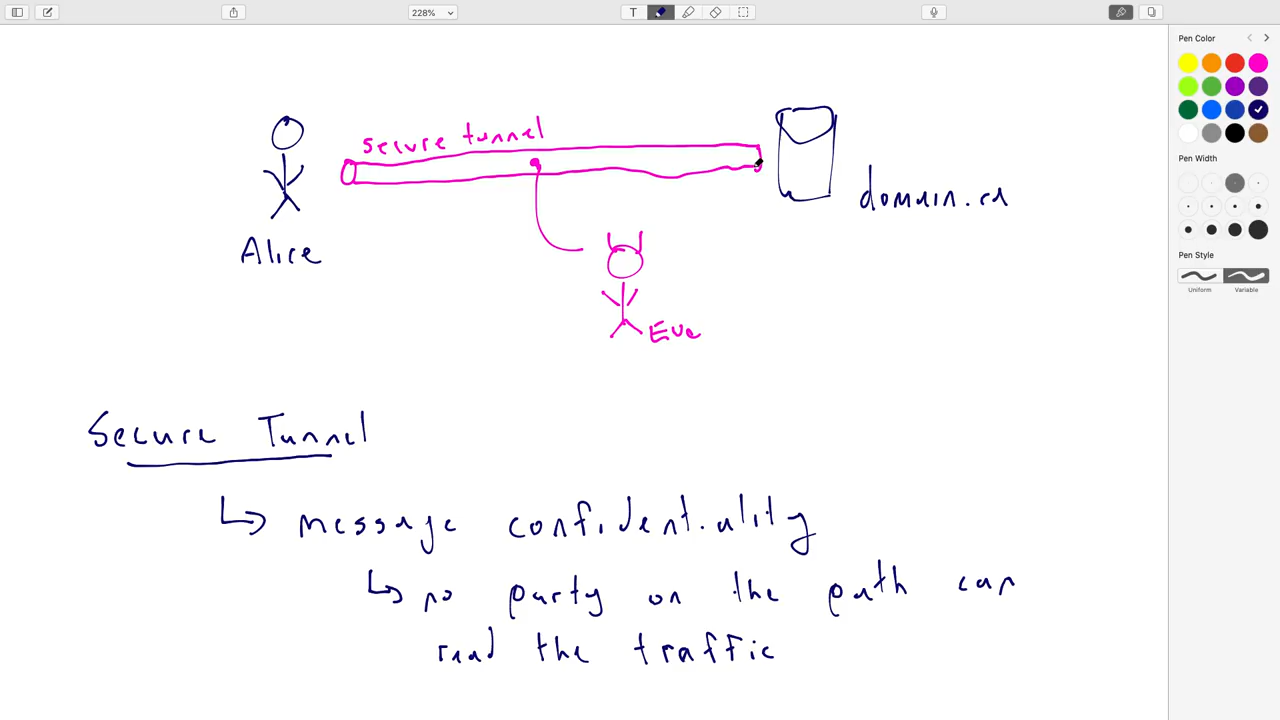 228%
T
Pen Color
secure tunnel
domain.ca
Alice
Pen Width
Pen Style
Uniform Variable
Eve
Secure Tunnel
message confidentiality
no party on the path can
read the traffic